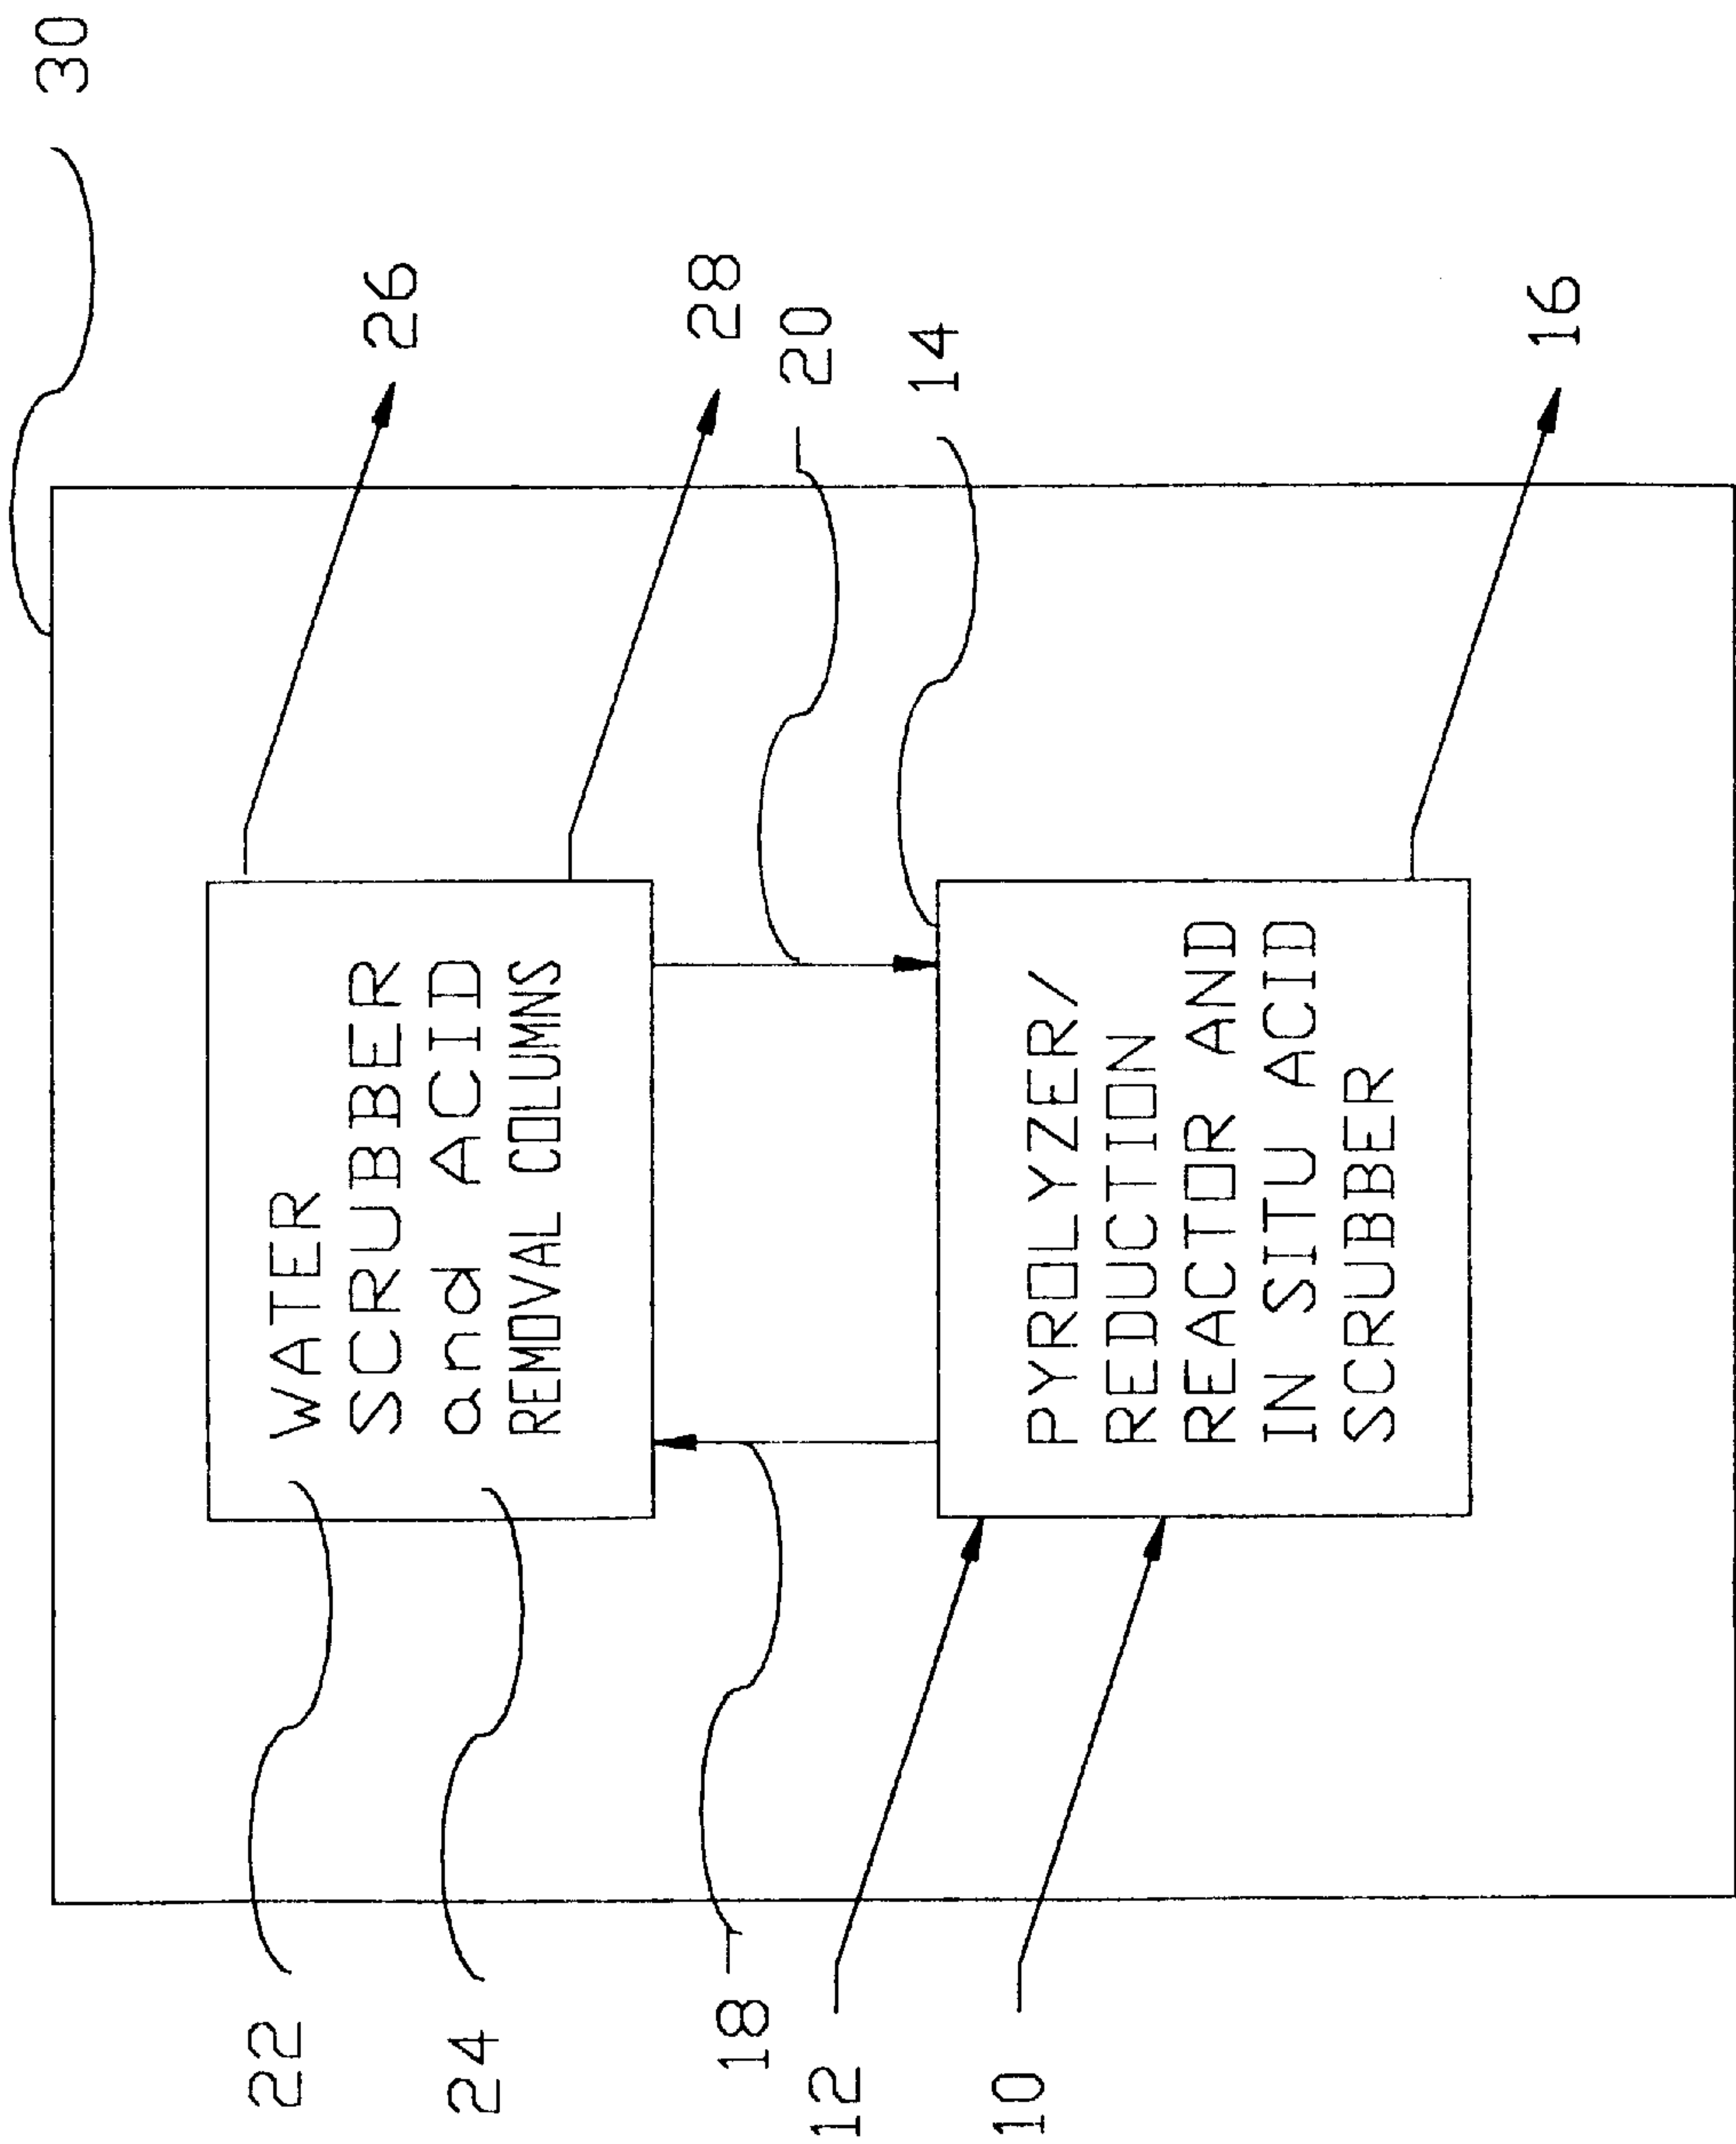 30
26
28
20
14
16
WATER
SCRUBBER
and ACID
REMOVAL COLUMNS
PYROLYZER/
REDUCTION
REACTOR AND
IN SITU ACID
SCRUBBER
22
24
18
12
10